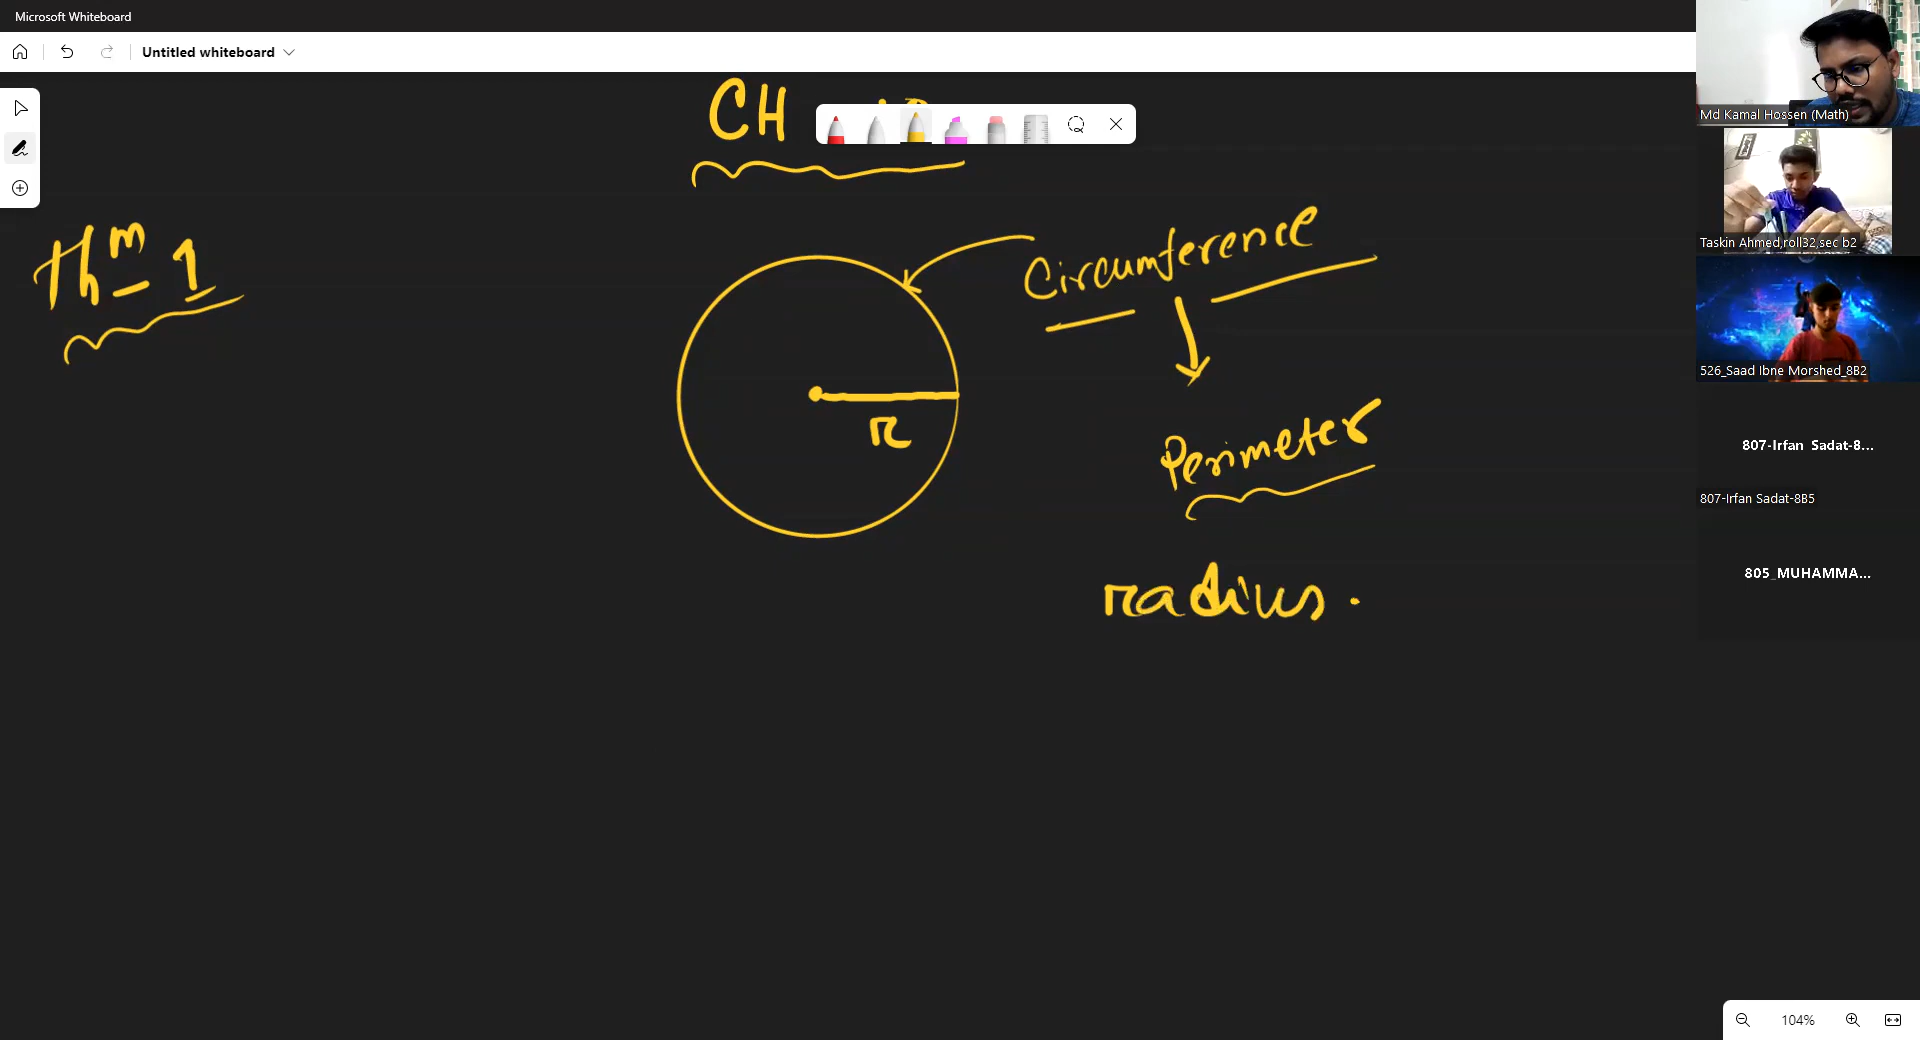 Microsoft Whiteboard
Untitled whiteboard
CH
Th^m - 1
Circumference
Perimeter
r
radius.
Md Kamal Hossen (Math)
Taskin Ahmed,roll32,sec b2
526_Saad Ibne Morshed_8B2
807-Irfan Sadat-8...
807-Irfan Sadat-8B5
805_MUHAMMA...
104%